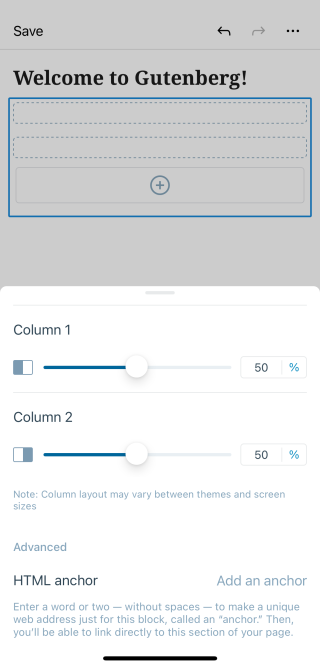 Save
Welcome to Gutenberg!
Column 1
50 %
Column 2
50 %
Note: Column layout may vary between themes and screen
sizes
Advanced
HTML anchor Add an anchor
Enter a word or two — without spaces — to make a unique
web address just for this block, called an “anchor.” Then,
you’ll be able to link directly to this section of your page.